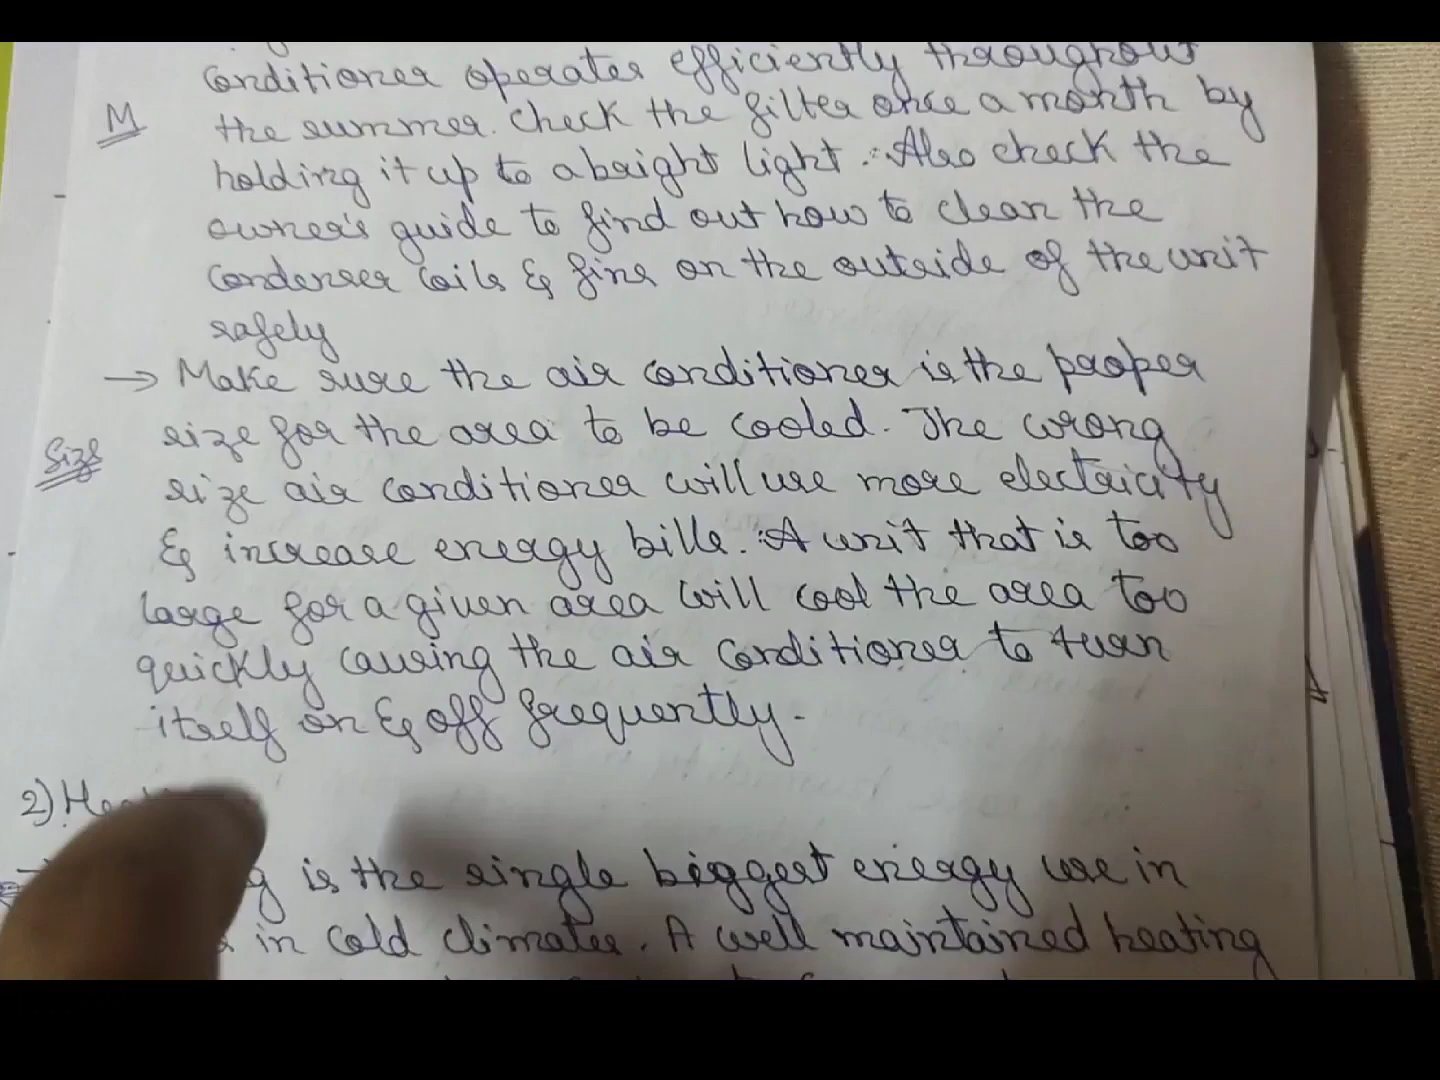 conditioner operates efficiently throughout
M
the summer. Check the filter once a month by
holding it up to a bright light. Also check the
owner's guide to find out how to clean the
condenser coils & fins on the outside of the unit
safely
→ Make sure the air conditioner is the proper
Size
size for the area to be cooled. The wrong
size air conditioner will use more electricity
& increase energy bills. A unit that is too
large for a given area will cool the area too
quickly causing the air conditioner to turn
itself on & off frequently.
2)
is the single biggest energy use in
in cold climates. A well maintained heating